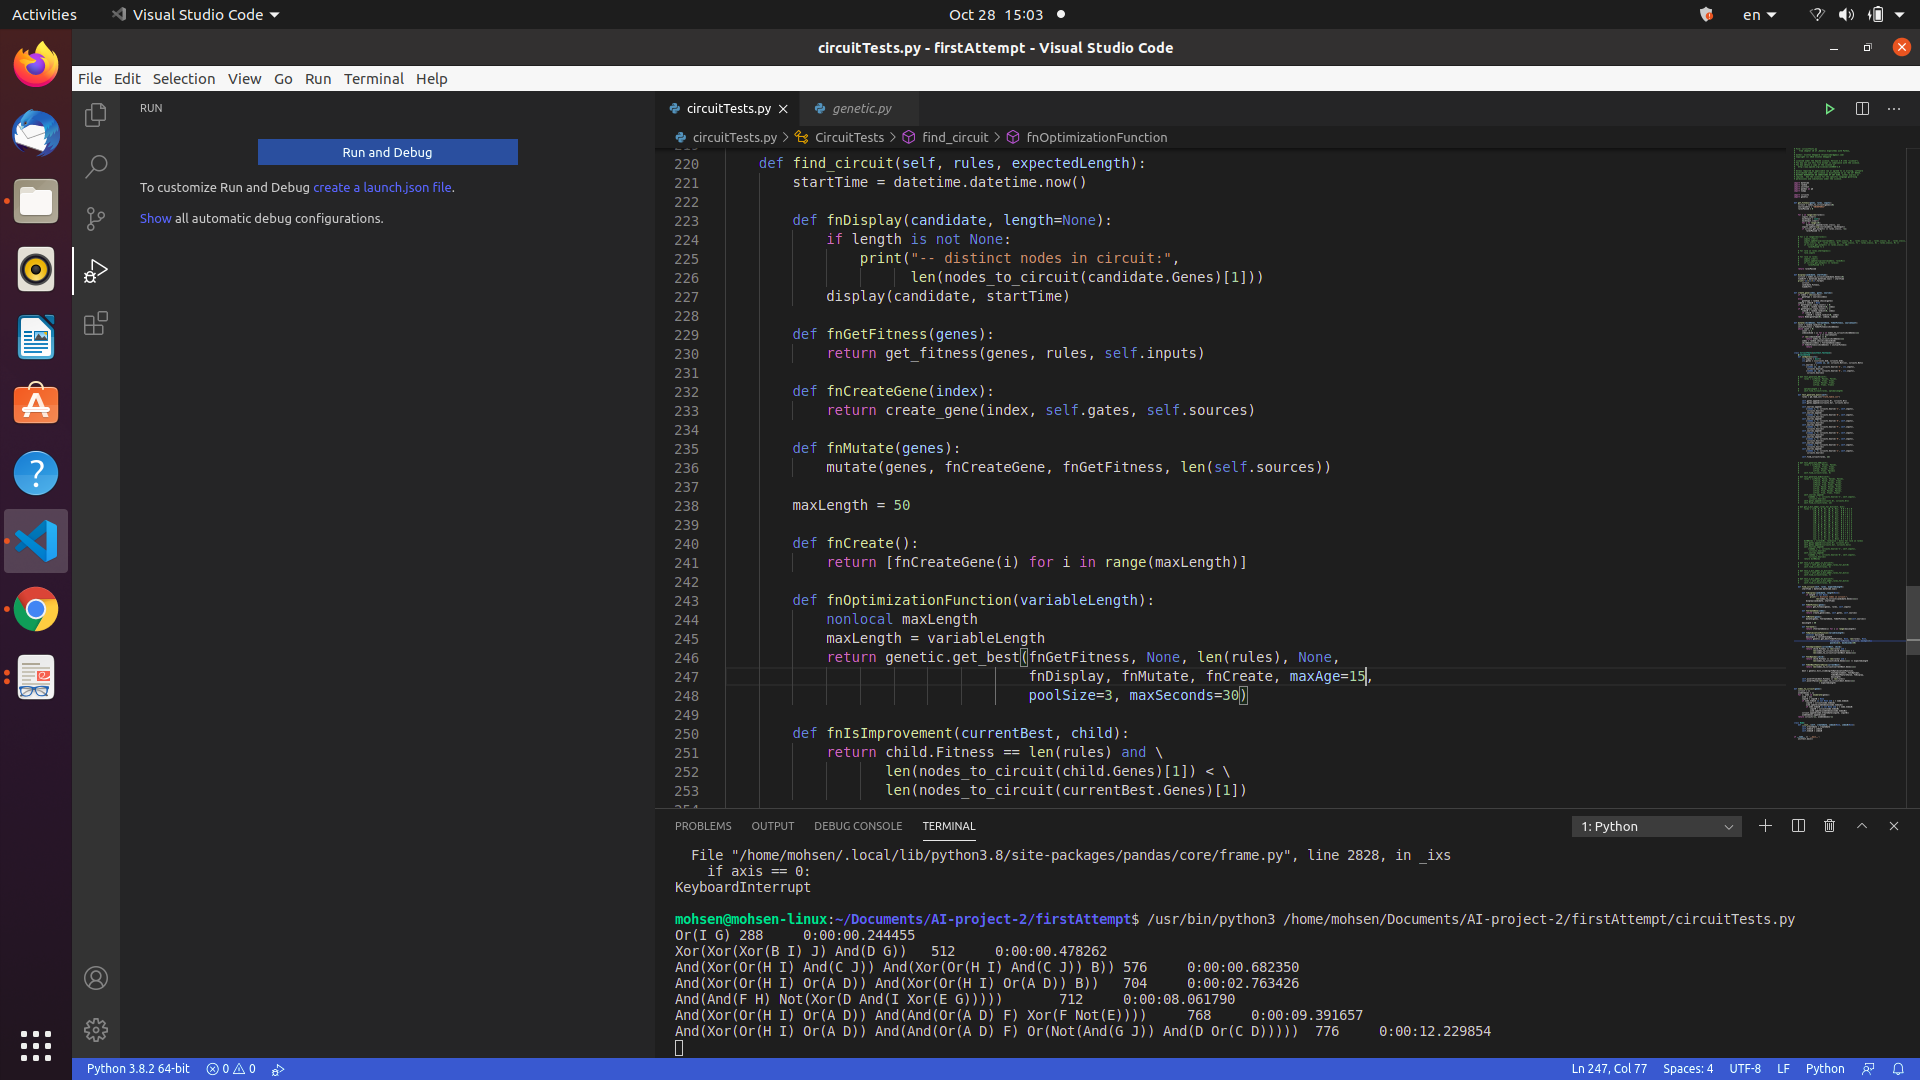 Activities
Visual Studio Code
Oct 28 15:03
en
circuitTests.py - firstAttempt - Visual Studio Code
File Edit Selection View Go Run Terminal Help
RUN
Run and Debug
To customize Run and Debug create a launch.json file.
Show all automatic debug configurations.
circuitTests.py
genetic.py
circuitTests.py > CircuitTests > find_circuit > fnOptimizationFunction
220 def find_circuit(self, rules, expectedLength):
221 startTime = datetime.datetime.now()
222
223 def fnDisplay(candidate, length=None):
224 if length is not None:
225 print("-- distinct nodes in circuit:",
226 len(nodes_to_circuit(candidate.Genes)[1]))
227 display(candidate, startTime)
228
229 def fnGetFitness(genes):
230 return get_fitness(genes, rules, self.inputs)
231
232 def fnCreateGene(index):
233 return create_gene(index, self.gates, self.sources)
234
235 def fnMutate(genes):
236 mutate(genes, fnCreateGene, fnGetFitness, len(self.sources))
237
238 maxLength = 50
239
240 def fnCreate():
241 return [fnCreateGene(i) for i in range(maxLength)]
242
243 def fnOptimizationFunction(variableLength):
244 nonlocal maxLength
245 maxLength = variableLength
246 return genetic.get_best(fnGetFitness, None, len(rules), None,
247 fnDisplay, fnMutate, fnCreate, maxAge=15,
248 poolSize=3, maxSeconds=30)
249
250 def fnIsImprovement(currentBest, child):
251 return child.Fitness == len(rules) and \
252 len(nodes_to_circuit(child.Genes)[1]) < \
253 len(nodes_to_circuit(currentBest.Genes)[1])
PROBLEMS OUTPUT DEBUG CONSOLE TERMINAL
1: Python
File "/home/mohsen/.local/lib/python3.8/site-packages/pandas/core/frame.py", line 2828, in _ixs
if axis == 0:
KeyboardInterrupt
mohsen@mohsen-linux:~/Documents/AI-project-2/firstAttempt$ /usr/bin/python3 /home/mohsen/Documents/AI-project-2/firstAttempt/circuitTests.py
Or(I G) 288 0:00:00.244455
Xor(Xor(Xor(B I) J) And(D G)) 512 0:00:00.478262
And(Xor(Or(H I) And(C J)) And(Xor(Or(H I) And(C J)) B)) 576 0:00:00.682350
And(Xor(Or(H I) Or(A D)) And(Xor(Or(H I) Or(A D)) B)) 704 0:00:02.763426
And(And(F H) Not(Xor(D And(I Xor(E G))))) 712 0:00:08.061790
And(Xor(Or(H I) Or(A D)) And(And(Or(A D) F) Xor(F Not(E)))) 768 0:00:09.391657
And(Xor(Or(H I) Or(A D)) And(And(Or(A D) F) Or(Not(And(G J)) And(D Or(C D))))) 776 0:00:12.229854
Python 3.8.2 64-bit
0 0
Ln 247, Col 77 Spaces: 4 UTF-8 LF Python